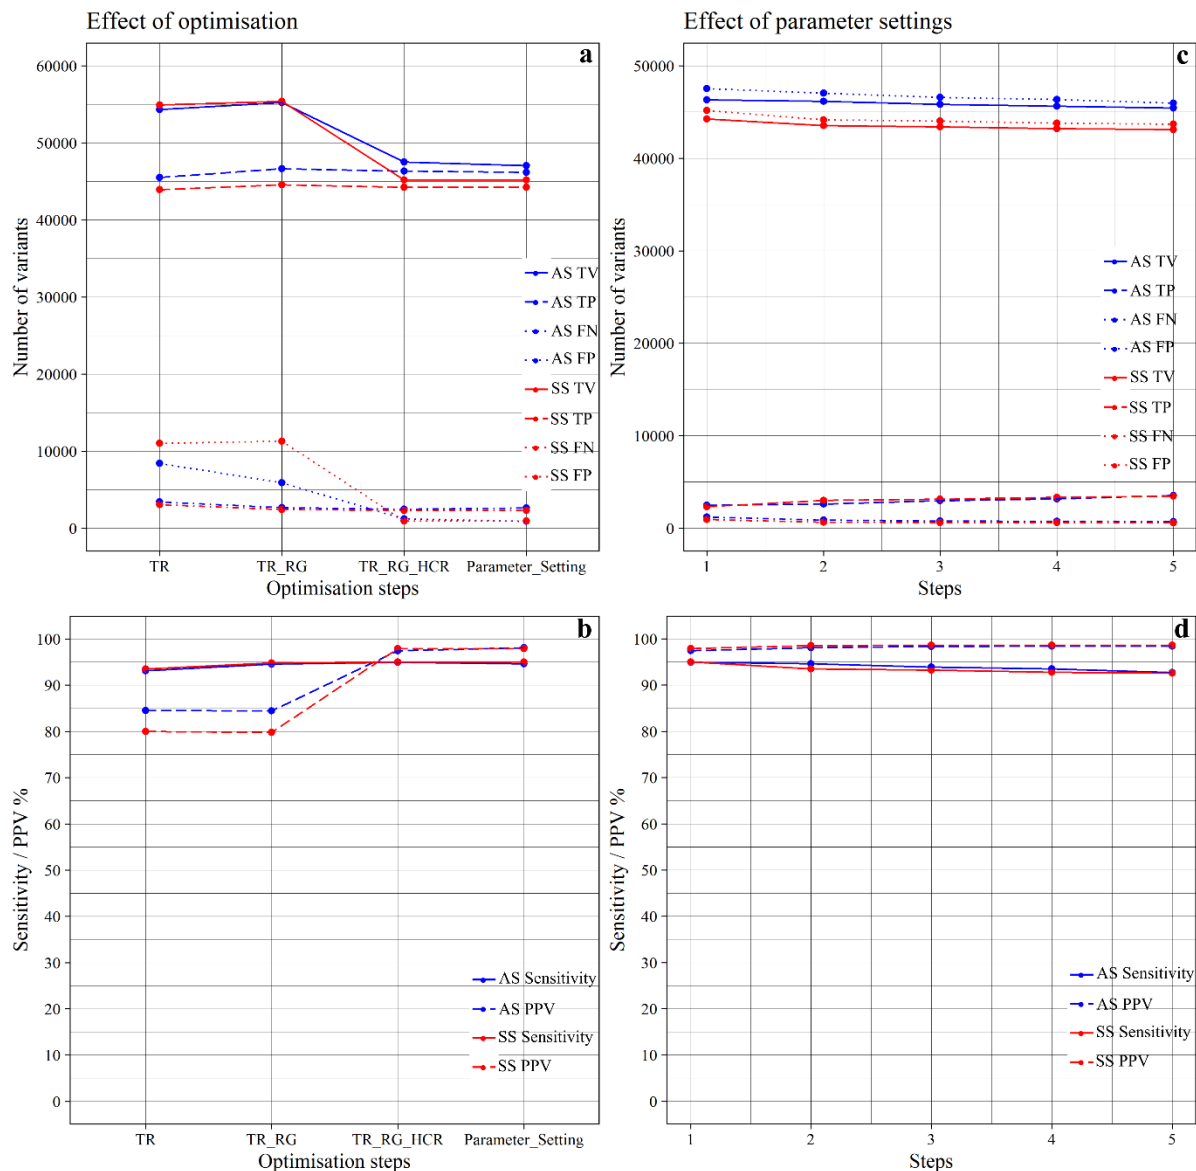 Effect of optimisation
a
60000
50000
40000
30000
20000
10000
0
Number of variants
AS TV
AS TP
AS FN
AS FP
SS TV
SS TP
SS FN
SS FP
TR
TR_RG
TR_RG_HCR
Parameter_Setting
Optimisation steps
Effect of parameter settings
c
50000
40000
30000
20000
10000
0
Number of variants
AS TV
AS TP
AS FN
AS FP
SS TV
SS TP
SS FN
SS FP
1
2
3
4
5
Steps
b
100
90
80
70
60
50
40
30
20
10
0
Sensitivity / PPV %
AS Sensitivity
AS PPV
SS Sensitivity
SS PPV
TR
TR_RG
TR_RG_HCR
Parameter_Setting
Optimisation steps
d
100
90
80
70
60
50
40
30
20
10
0
Sensitivity / PPV %
AS Sensitivity
AS PPV
SS Sensitivity
SS PPV
1
2
3
4
5
Steps